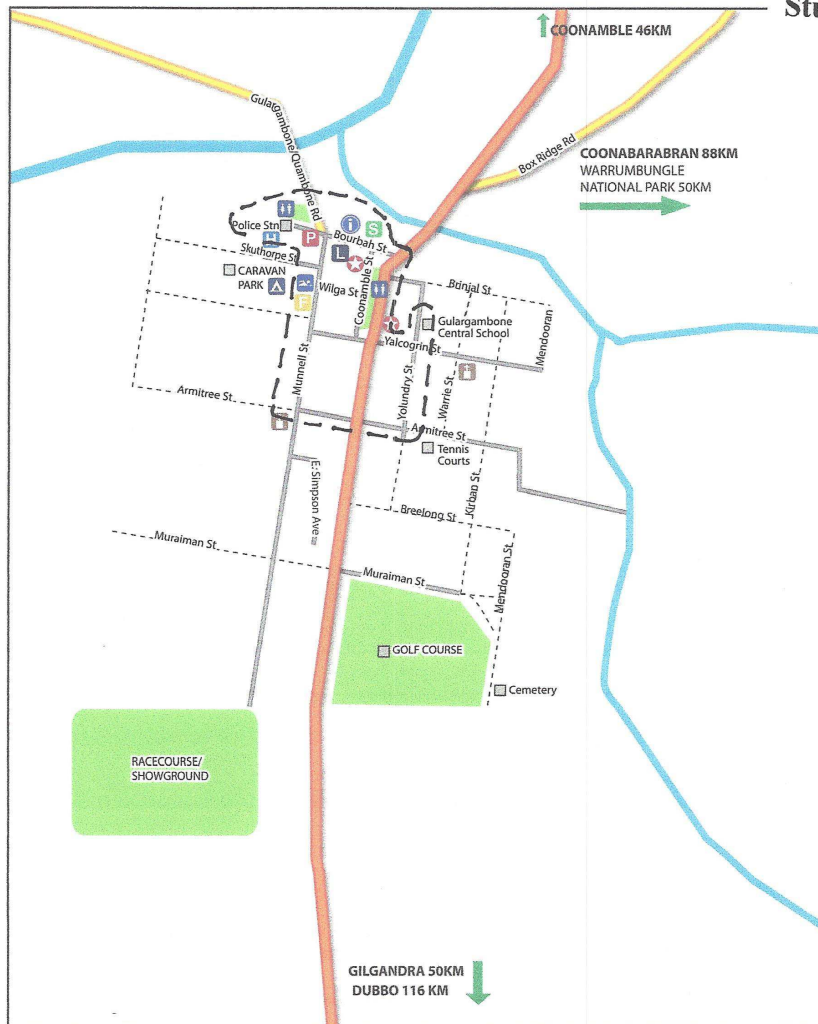 Stu
COONAMBLE 46KM
Gulargambone/Quambone Rd
Box Ridge Rd
COONABARABRAN 88KM
WARRUMBUNGLE
NATIONAL PARK 50KM
Police Stn
H
P
i
S
Bourbah St
L
Skuthorpe St
CARAVAN
PARK
F
Wilga St
Coonamble St
Brinjal St
Gulargambone
Central School
Yalcogrin St
Mendooran
Munnell St
Yolundry St
Warrie St
Armitree St
Armitree St
Tennis
Courts
E. Simpson Ave
Kirban St
Breelong St
Muraiman St
Muraiman St
Mendooran St
GOLF COURSE
Cemetery
RACECOURSE/
SHOWGROUND
GILGANDRA 50KM
DUBBO 116 KM